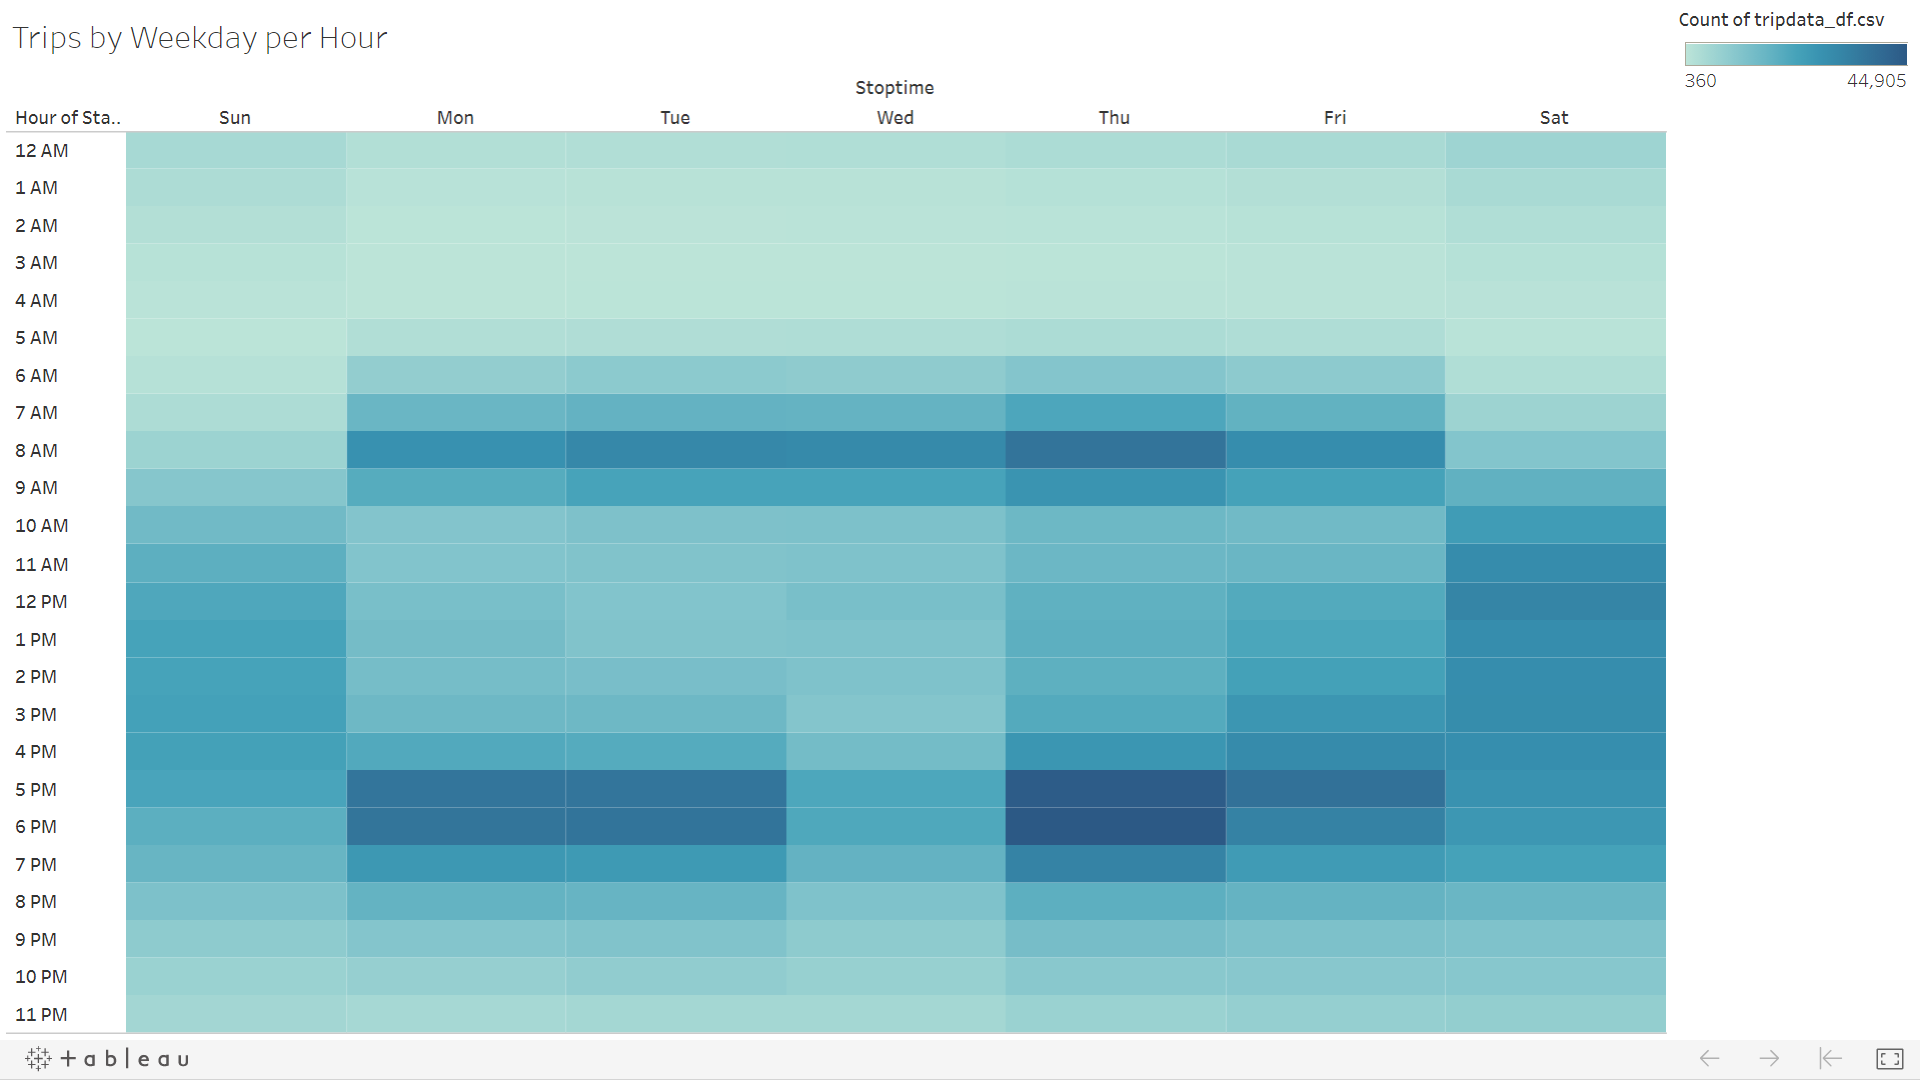 Trips by Weekday per Hour
Count of tripdata_df.csv
360 44,905
Stoptime
Hour of Sta.. Sun Mon Tue Wed Thu Fri Sat
12 AM
1 AM
2 AM
3 AM
4 AM
5 AM
6 AM
7 AM
8 AM
9 AM
10 AM
11 AM
12 PM
1 PM
2 PM
3 PM
4 PM
5 PM
6 PM
7 PM
8 PM
9 PM
10 PM
11 PM
+ a b | e a u